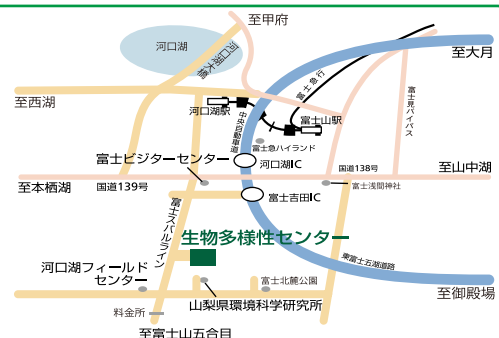 至甲府
河口湖
河口湖大橋
至大月
富士急行
至西湖
河口湖駅
中央自動車道
富士山駅
富士見バイパス
富士急ハイランド
富士ビジターセンター
河口湖IC
国道138号
至本栖湖
国道139号
至山中湖
富士浅間神社
富士吉田IC
富士スバルライン
生物多様性センター
東富士五湖道路
河口湖フィールド
センター
富士北麓公園
至御殿場
山梨県環境科学研究所
料金所
至富士山五合目